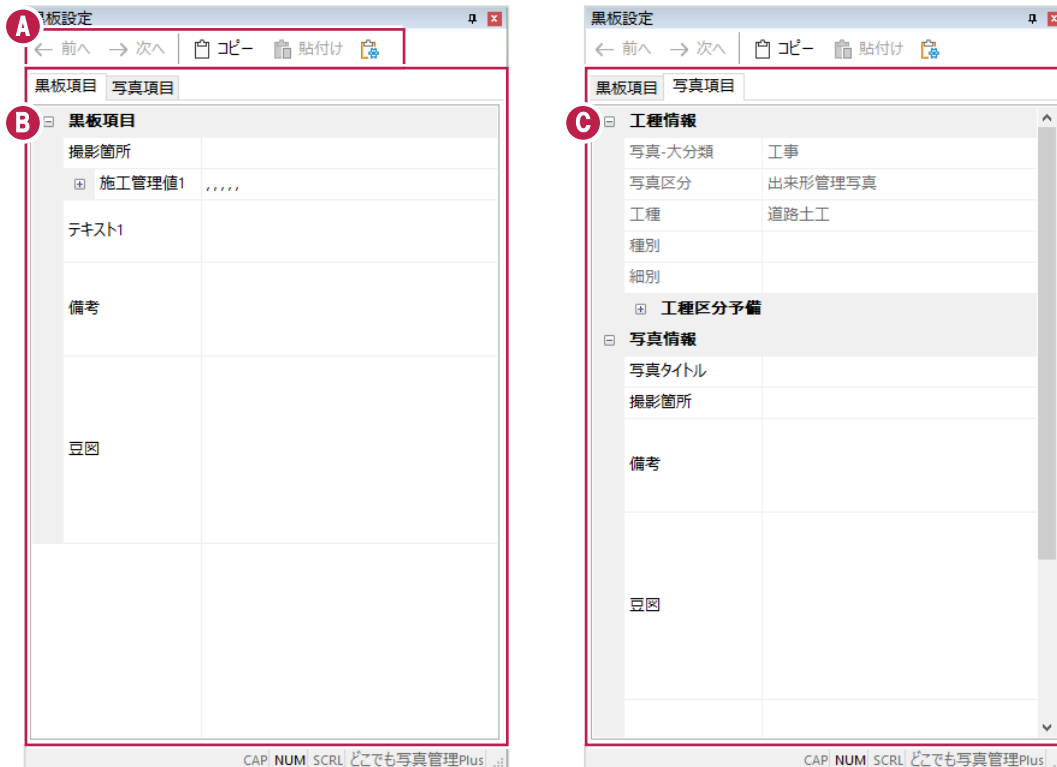 A
黒板設定
前へ 次へ コピー 貼付け
黒板項目 写真項目
B
黒板項目
撮影箇所
施工管理値1 , , , , ,
テキスト1
備考
豆図
CAP NUM SCRL どこでも写真管理Plus
黒板設定
前へ 次へ コピー 貼付け
黒板項目 写真項目
C
工種情報
写真-大分類 工事
写真区分 出来形管理写真
工種 道路土工
種別
細別
工種区分予備
写真情報
写真タイトル
撮影箇所
備考
豆図
CAP NUM SCRL どこでも写真管理Plus